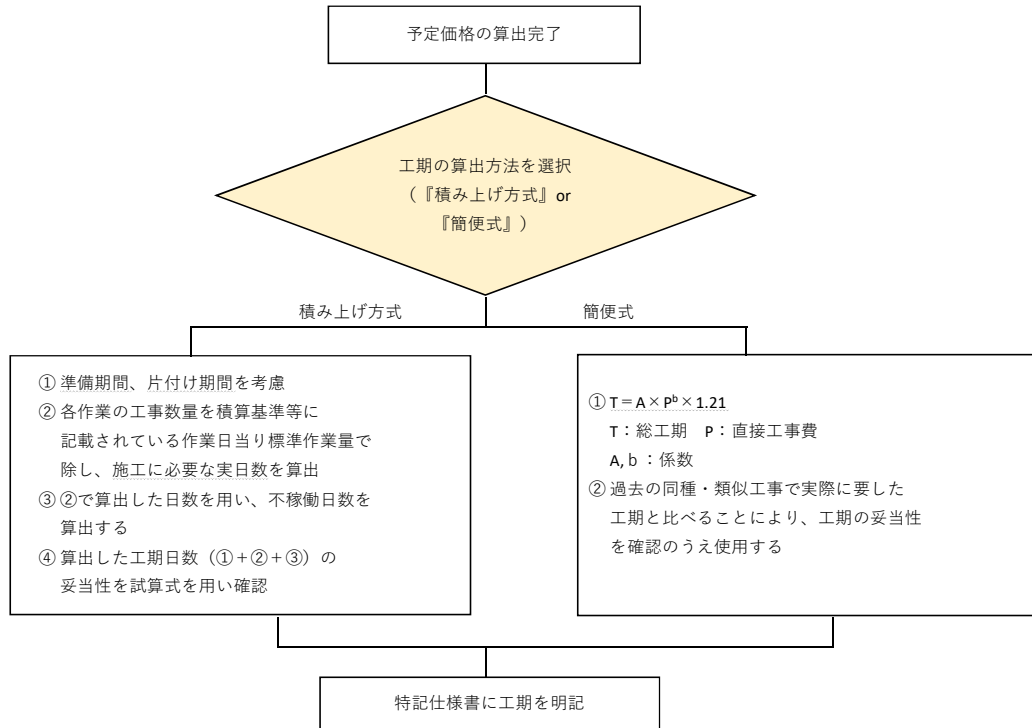 予定価格の算出完了
工期の算出方法を選択
(『積み上げ方式』or
『簡便式』)
積み上げ方式
簡便式
① 準備期間、片付け期間を考慮
② 各作業の工事数量を積算基準等に
記載されている作業日当り標準作業量で
除し、施工に必要な実日数を算出
③ ②で算出した日数を用い、不稼働日数を
算出する
④ 算出した工期日数(①+②+③)の
妥当性を試算式を用い確認
① T=A×Pᵇ×1.21
T:総工期 P:直接工事費
A,b:係数
② 過去の同種・類似工事で実際に要した
工期と比べることにより、工期の妥当性
を確認のうえ使用する
特記仕様書に工期を明記